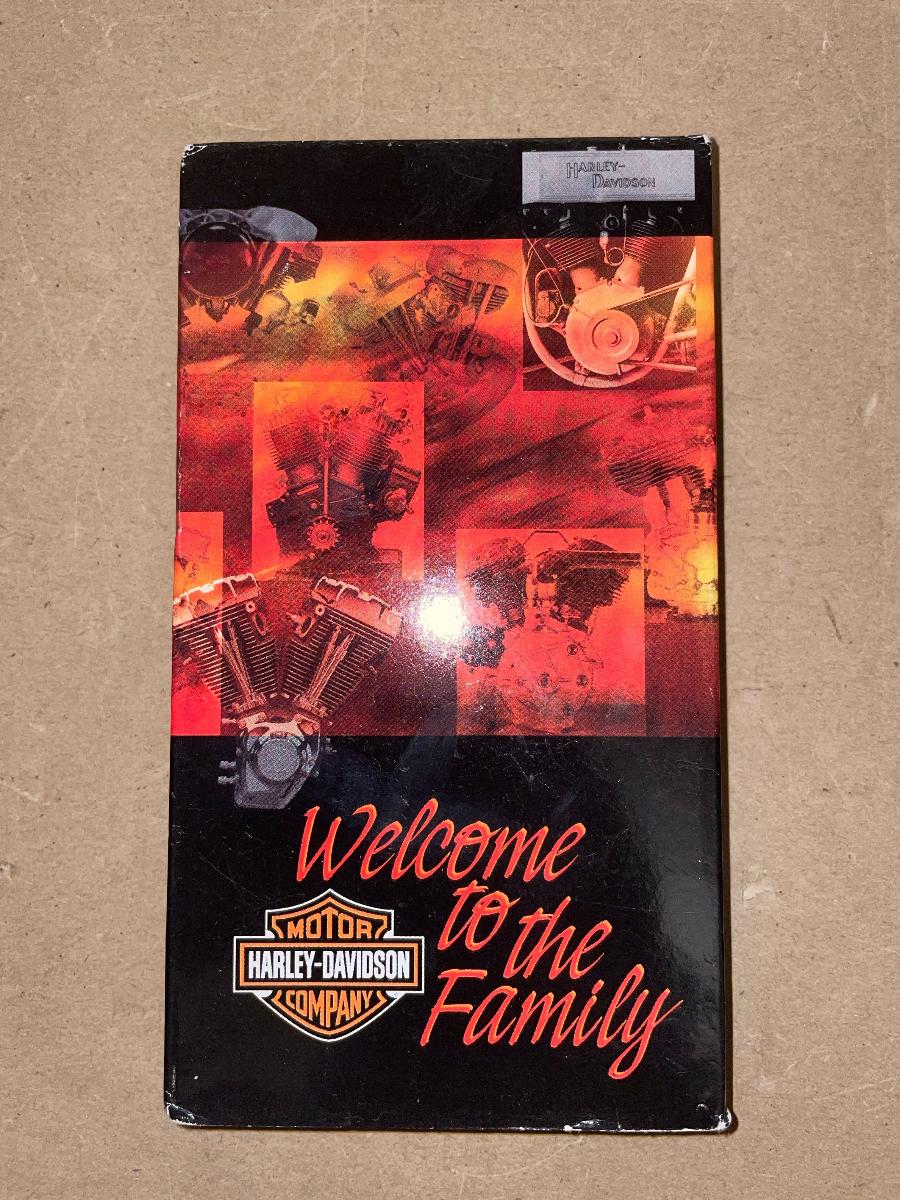 HARLEY-
DAVIDSON
Welcome
to the
Family
MOTOR
HARLEY-DAVIDSON
COMPANY